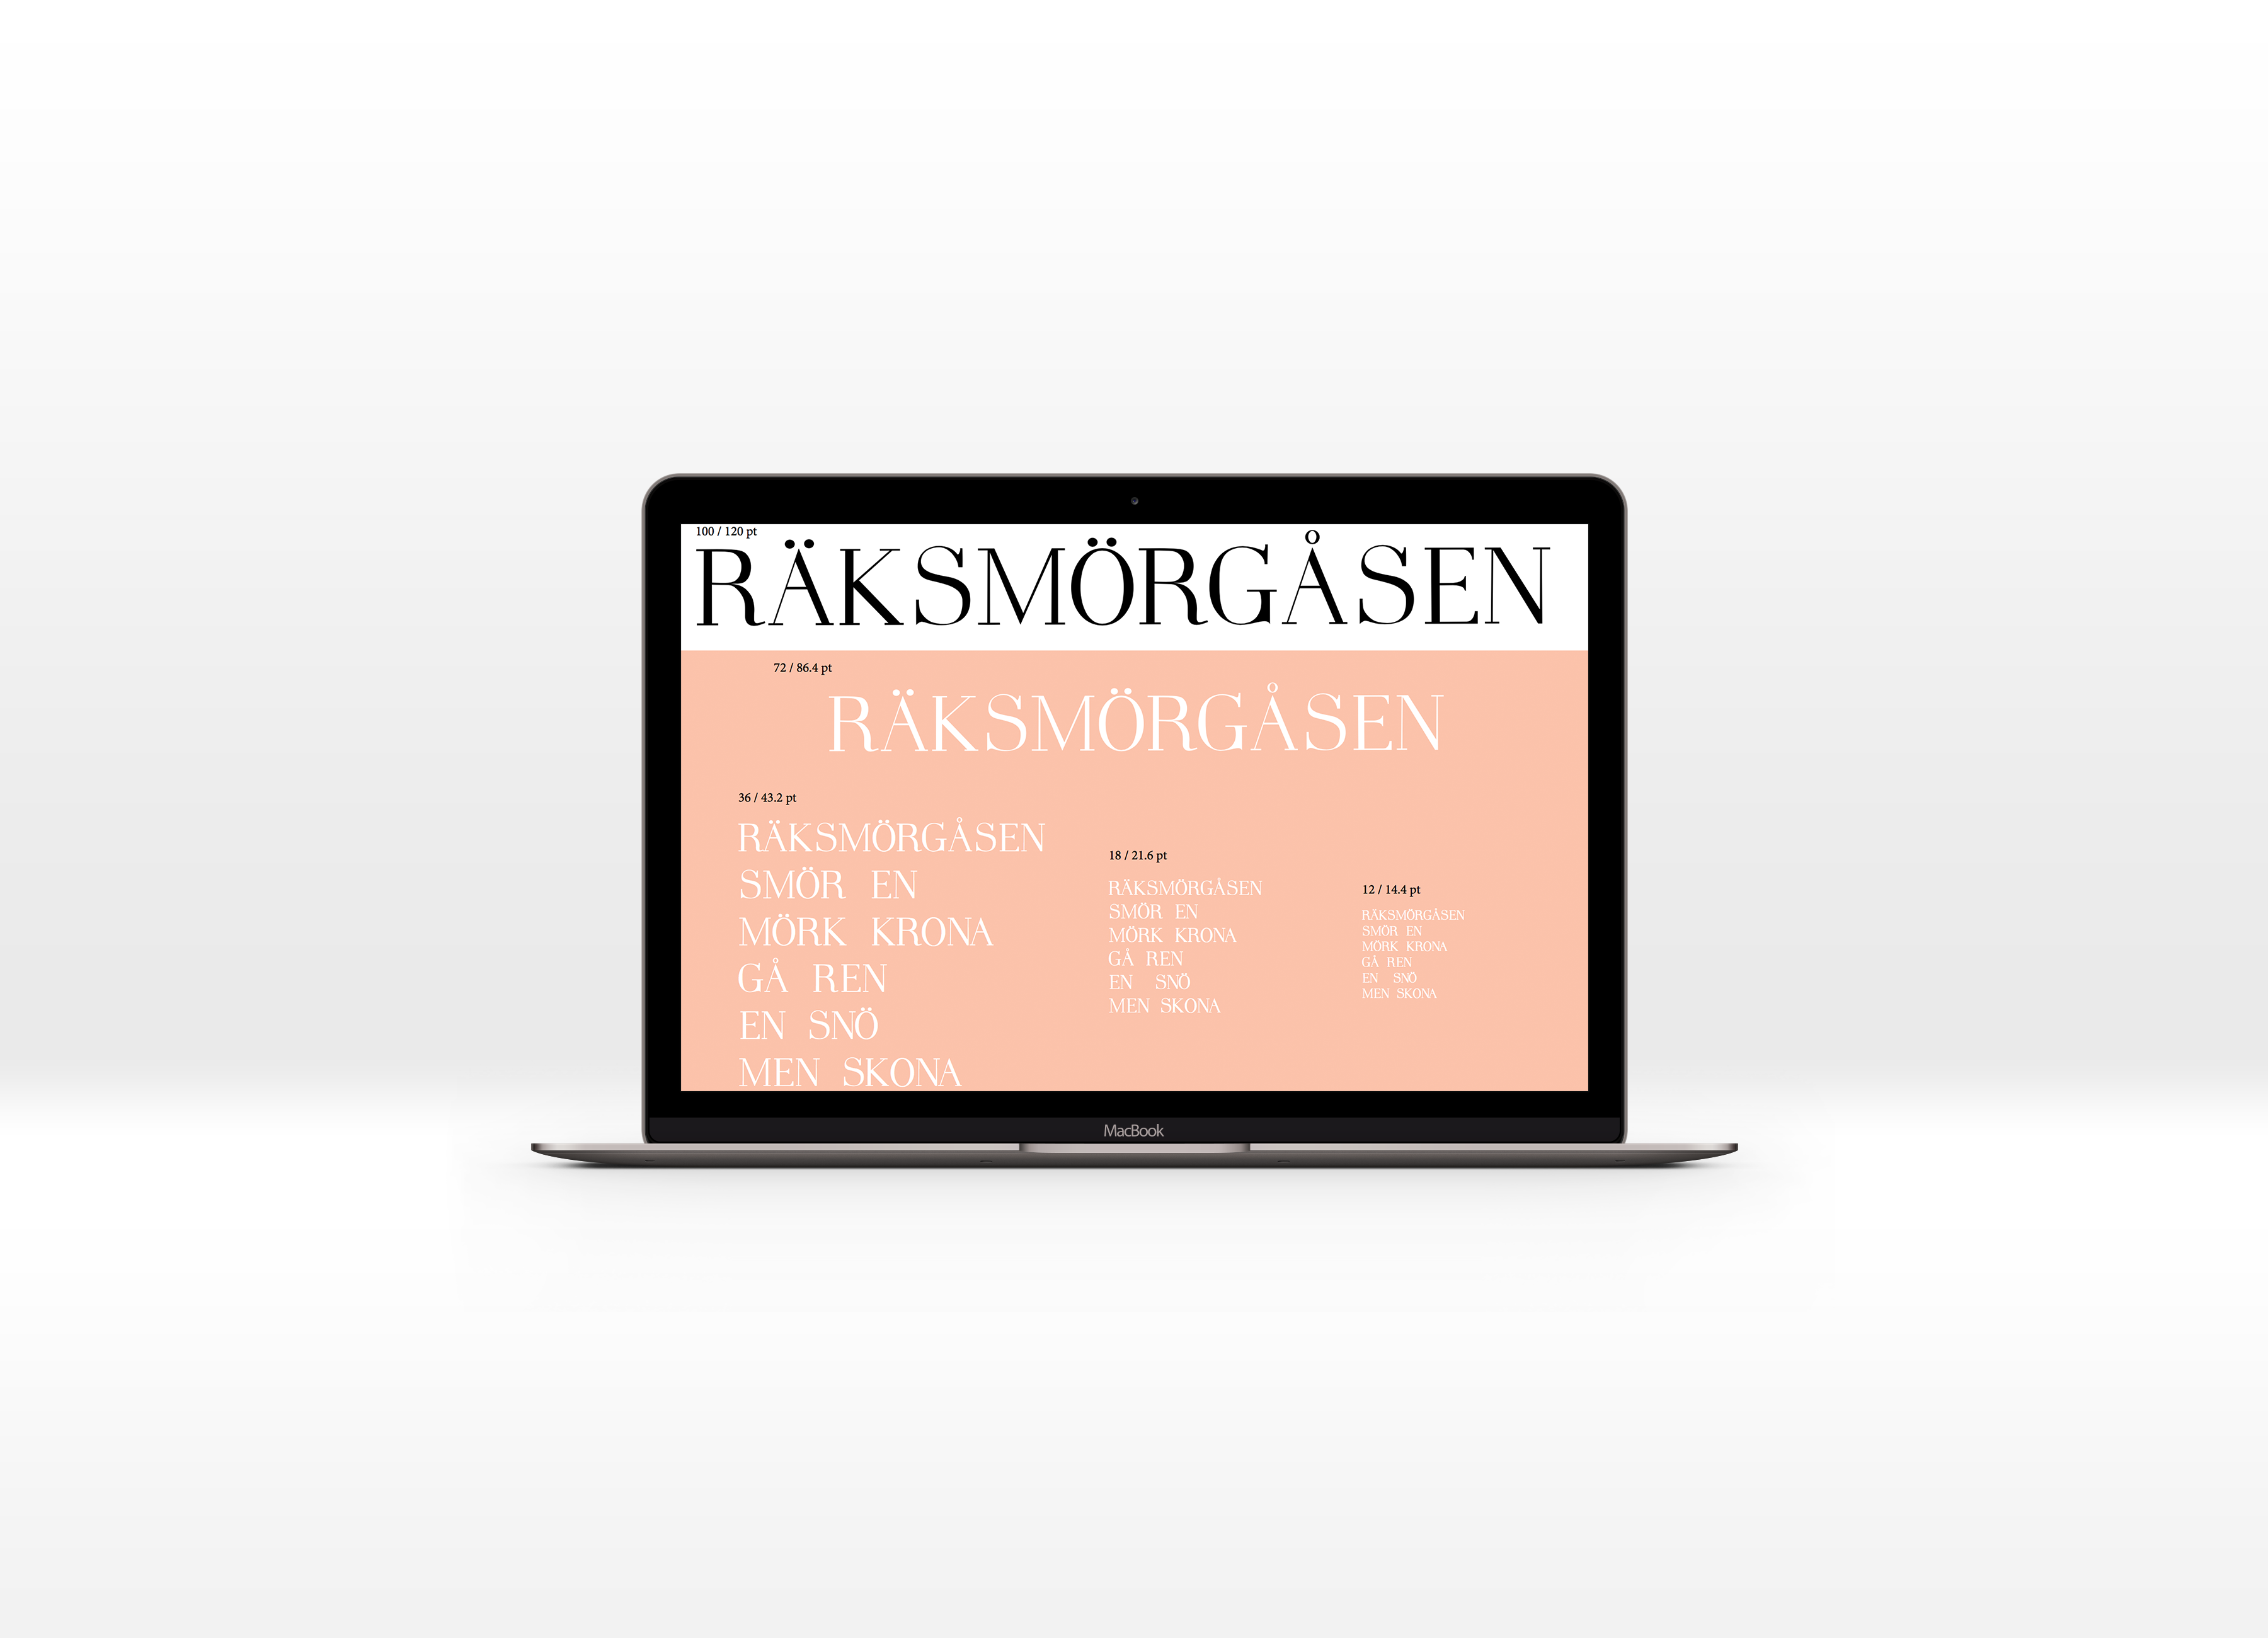 100 / 120 pt
RÄKSMÖRGÅSEN
72 / 86.4 pt
RÄKSMÖRGÅSEN
36 / 43.2 pt
RÄKSMÖRGÅSEN
SMÖR EN
MÖRK KRONA
GÅ REN
EN SNÖ
MEN SKONA
18 / 21.6 pt
RÄKSMÖRGÅSEN
SMÖR EN
MÖRK KRONA
GÅ REN
EN SNÖ
MEN SKONA
12 / 14.4 pt
RÄKSMÖRGÅSEN
SMÖR EN
MÖRK KRONA
GÅ REN
EN SNÖ
MEN SKONA
MacBook